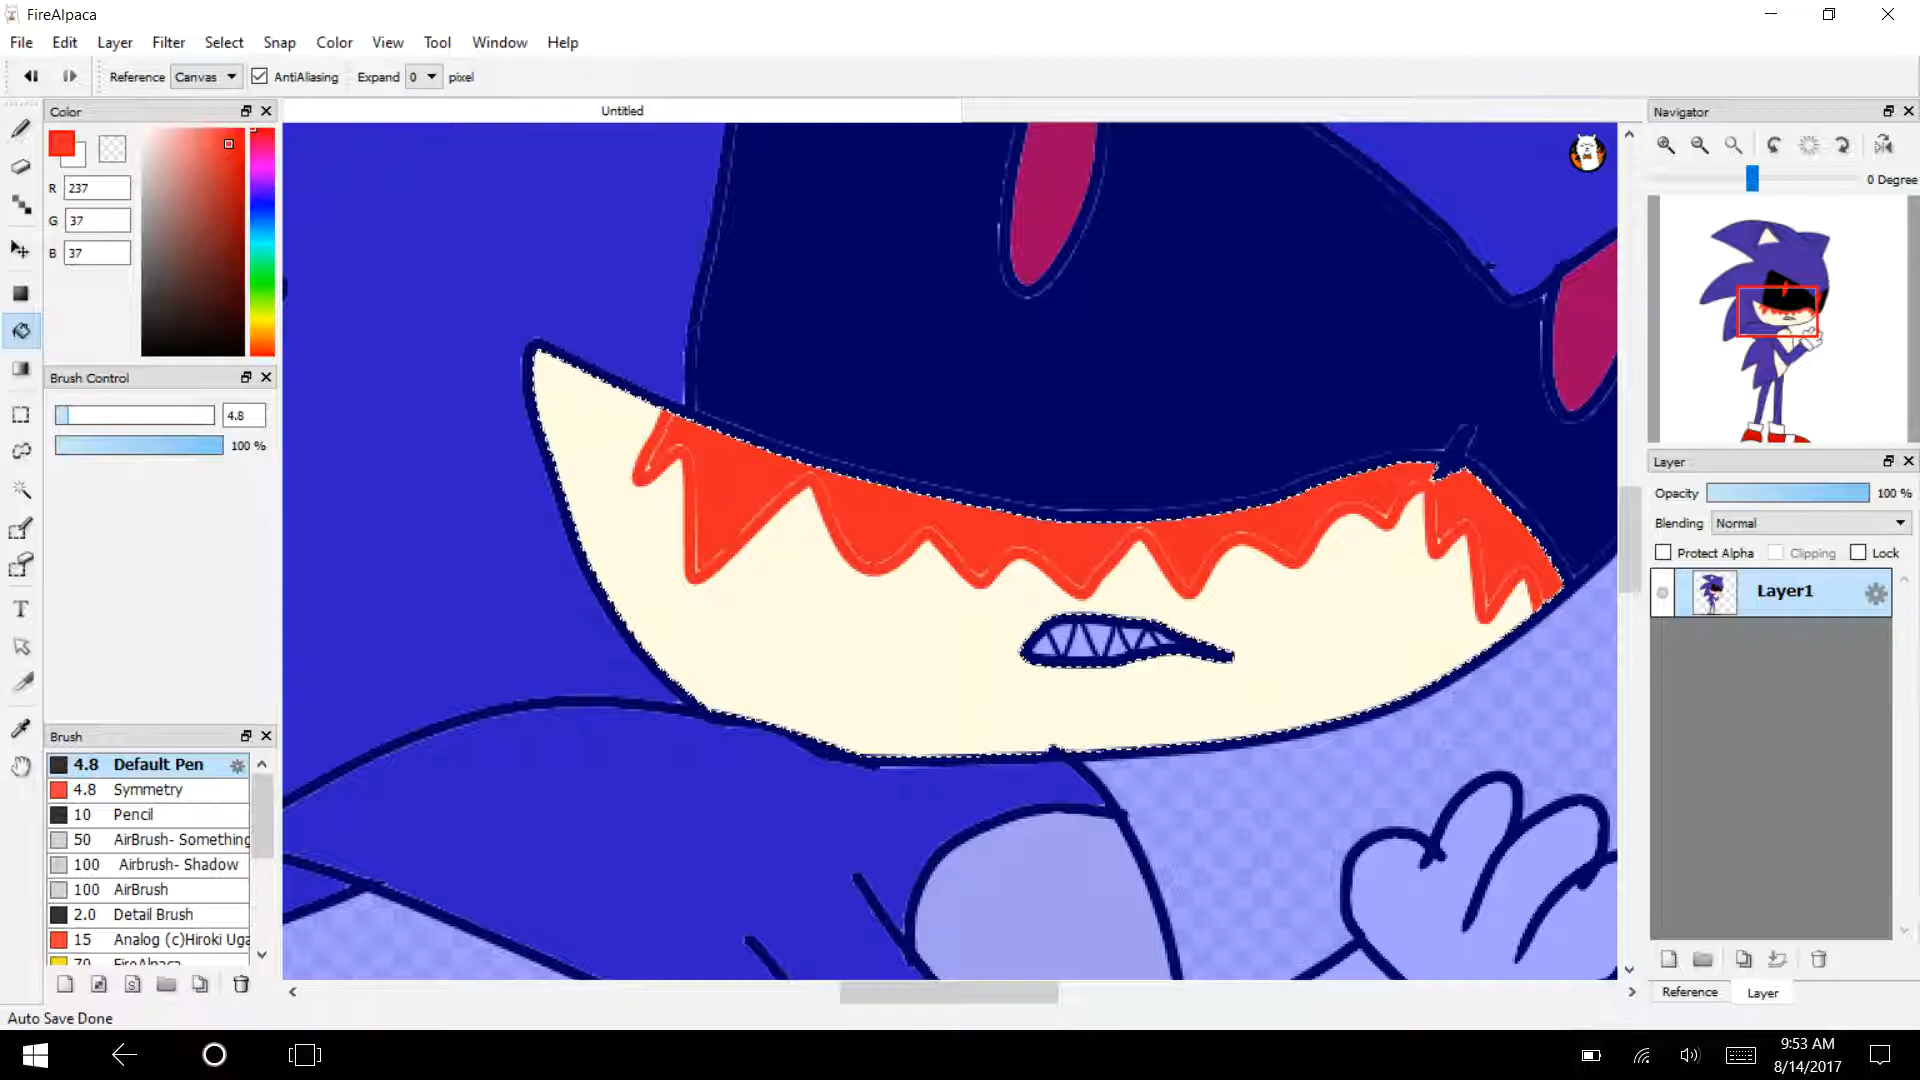 FireAlpaca
File Edit Layer Filter Select Snap Color View Tool Window Help
Reference Canvas AntiAliasing Expand 0 pixel
Color
Untitled
Navigator
R 237
G 37
B 37
0 Degree
Brush Control
4.8
100 %
Layer
Opacity 100 %
Blending Normal
Protect Alpha Clipping Lock
Layer1
T
Brush
4.8 Default Pen
4.8 Symmetry
10 Pencil
50 AirBrush- Something
100 Airbrush- Shadow
100 AirBrush
2.0 Detail Brush
15 Analog (c)Hiroki Uga
70 FireAlpaca
S
Reference Layer
Auto Save Done
9:53 AM
8/14/2017